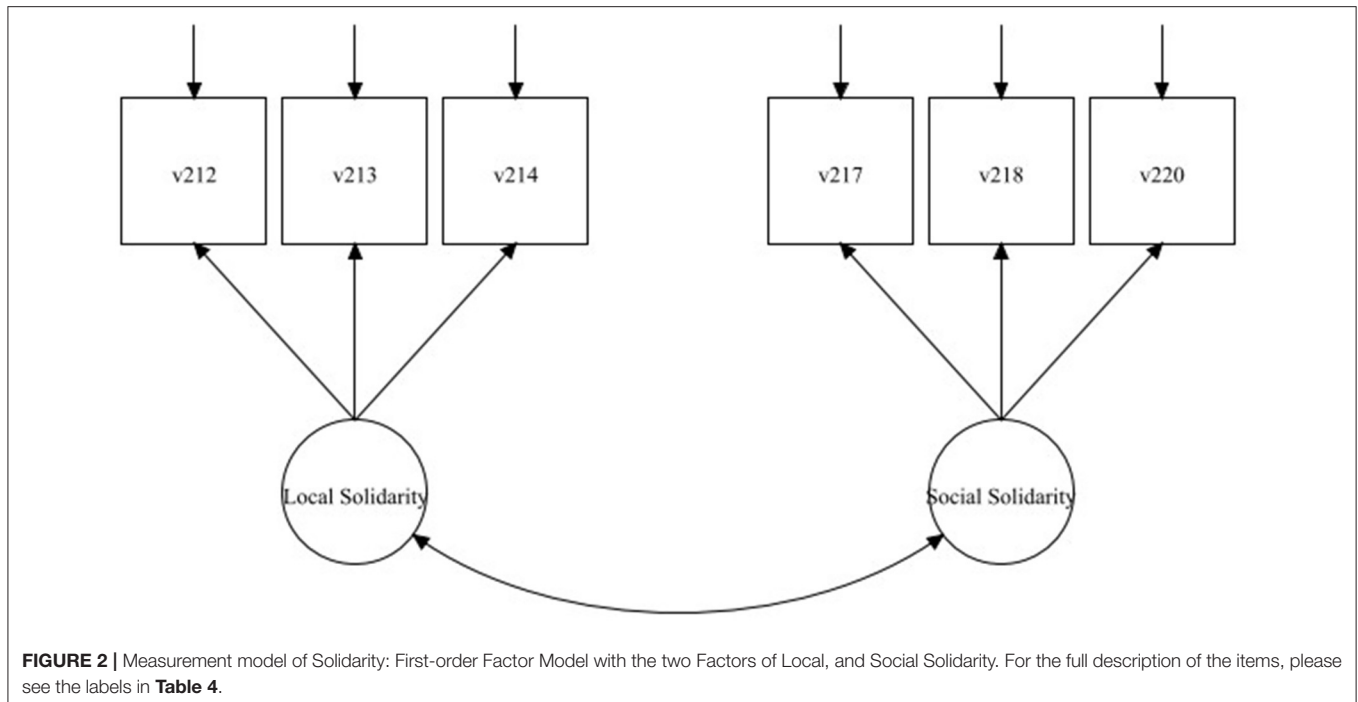 v212 v213 v214 v217 v218 v220
Local Solidarity Social Solidarity
FIGURE 2 | Measurement model of Solidarity: First-order Factor Model with the two Factors of Local, and Social Solidarity. For the full description of the items, please
see the labels in Table 4.